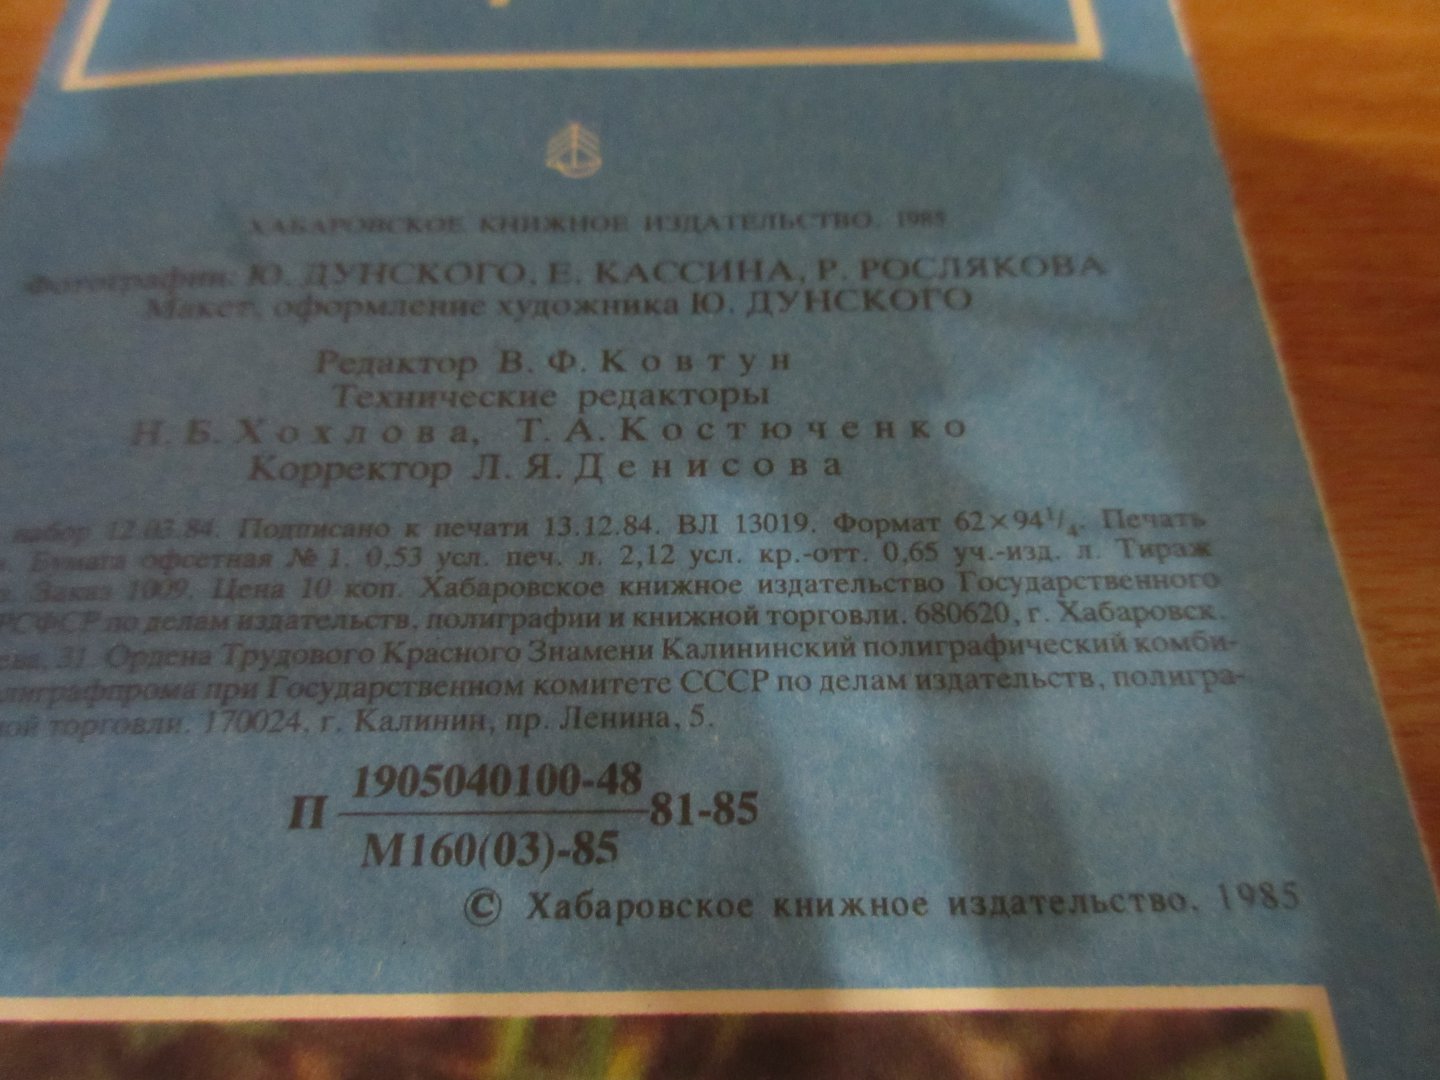 ХАБАРОВСКОЕ КНИЖНОЕ ИЗДАТЕЛЬСТВО. 1985
Фотографии: Ю. ДУНСКОГО, Е. КАССИНА, Р. РОСЛЯКОВА
Макет, оформление художника Ю. ДУНСКОГО
Редактор В. Ф. Ковтун
Технические редакторы
Н. Б. Хохлова, Т. А. Костюченко
Корректор Л. Я. Денисова
набор 12.03.84. Подписано к печати 13.12.84. ВЛ 13019. Формат 62×94¹/₄. Печать
Бумага офсетная № 1. 0,53 усл. печ. л. 2,12 усл. кр.-отт. 0,65 уч.-изд. л. Тираж
Заказ 1009. Цена 10 коп. Хабаровское книжное издательство Государственного
РСФСР по делам издательств, полиграфии и книжной торговли. 680620, г. Хабаровск.
31. Ордена Трудового Красного Знамени Калининский полиграфический комби-
при Государственном комитете СССР по делам издательств, полигра-
торговли. 170024, г. Калинин, пр. Ленина, 5.
П 1905040100-48 81-85
М160(03)-85
© Хабаровское книжное издательство. 1985